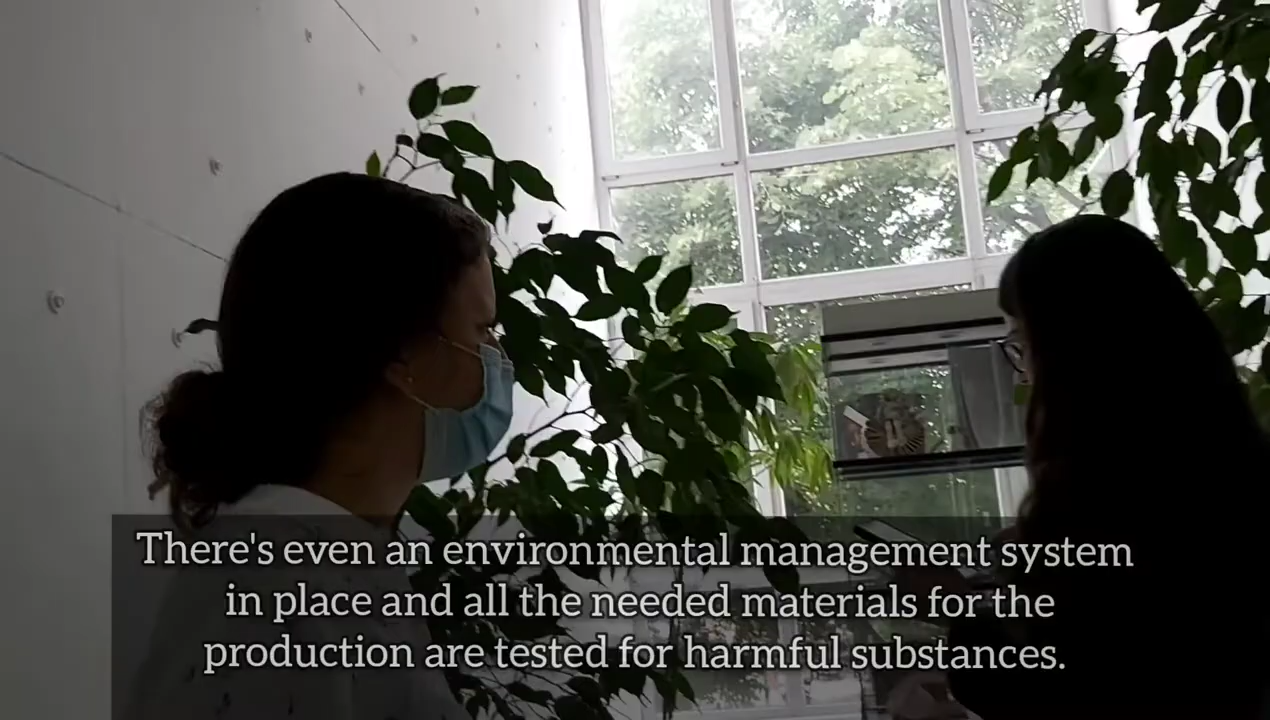 There's even an environmental management system
in place and all the needed materials for the
production are tested for harmful substances.